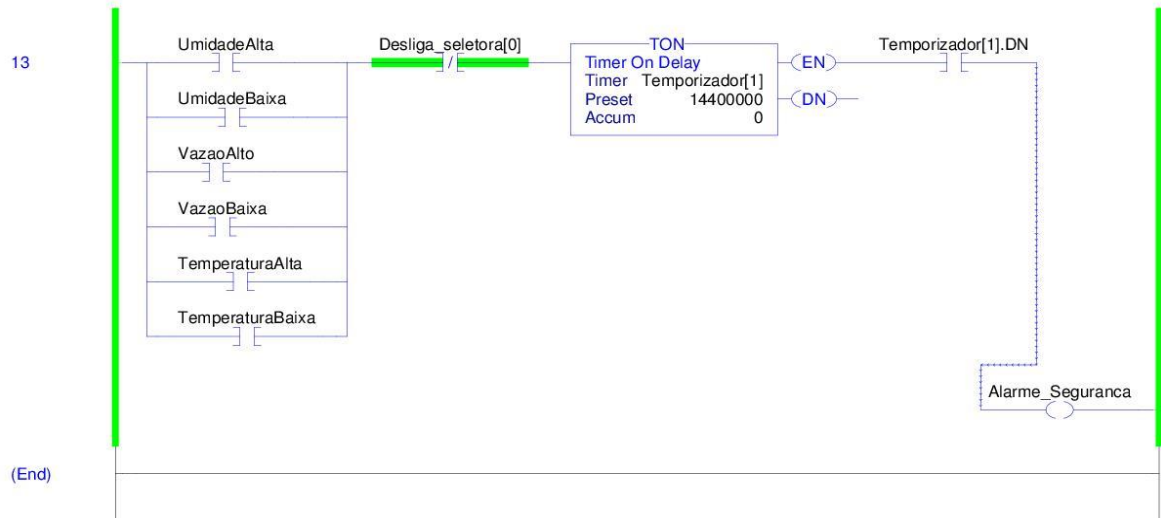 13
UmidadeAlta
Desliga_seletora[0]
TON
Timer On Delay
Timer Temporizador[1]
Preset 14400000
Accum 0
EN
DN
Temporizador[1].DN
UmidadeBaixa
VazaoAlto
VazaoBaixa
TemperaturaAlta
TemperaturaBaixa
Alarme_Seguranca
(End)